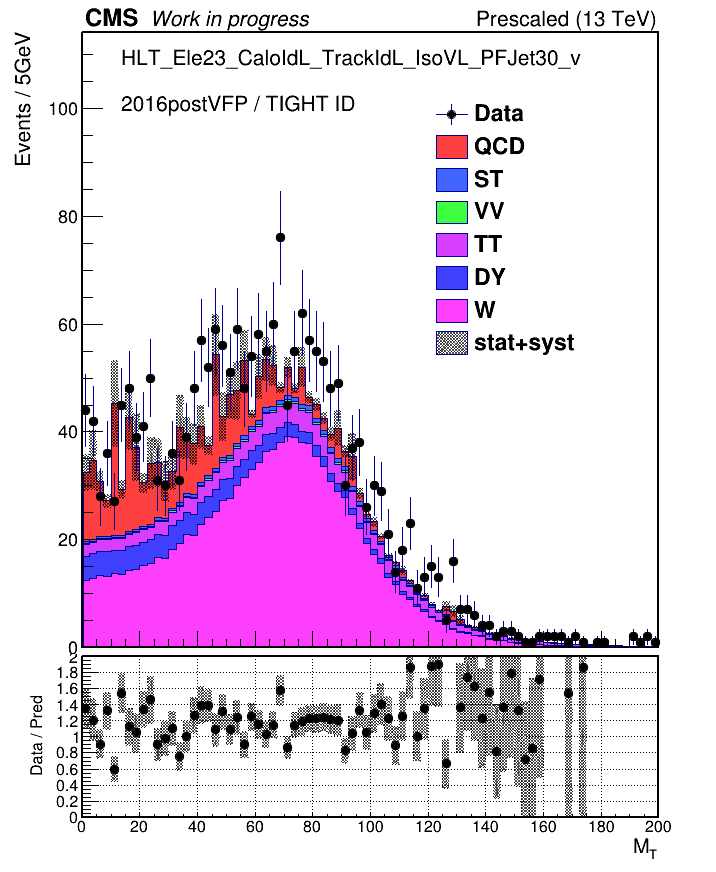 CMS Work in progress Prescaled (13 TeV)
Events / 5GeV
HLT_Ele23_CaloIdL_TrackIdL_IsoVL_PFJet30_v
2016postVFP / TIGHT ID
Data
QCD
ST
VV
TT
DY
W
stat+syst
100
80
60
40
20
0
Data / Pred
2
1.8
1.6
1.4
1.2
1
0.8
0.6
0.4
0.2
0
0 20 40 60 80 100 120 140 160 180 200
M_T